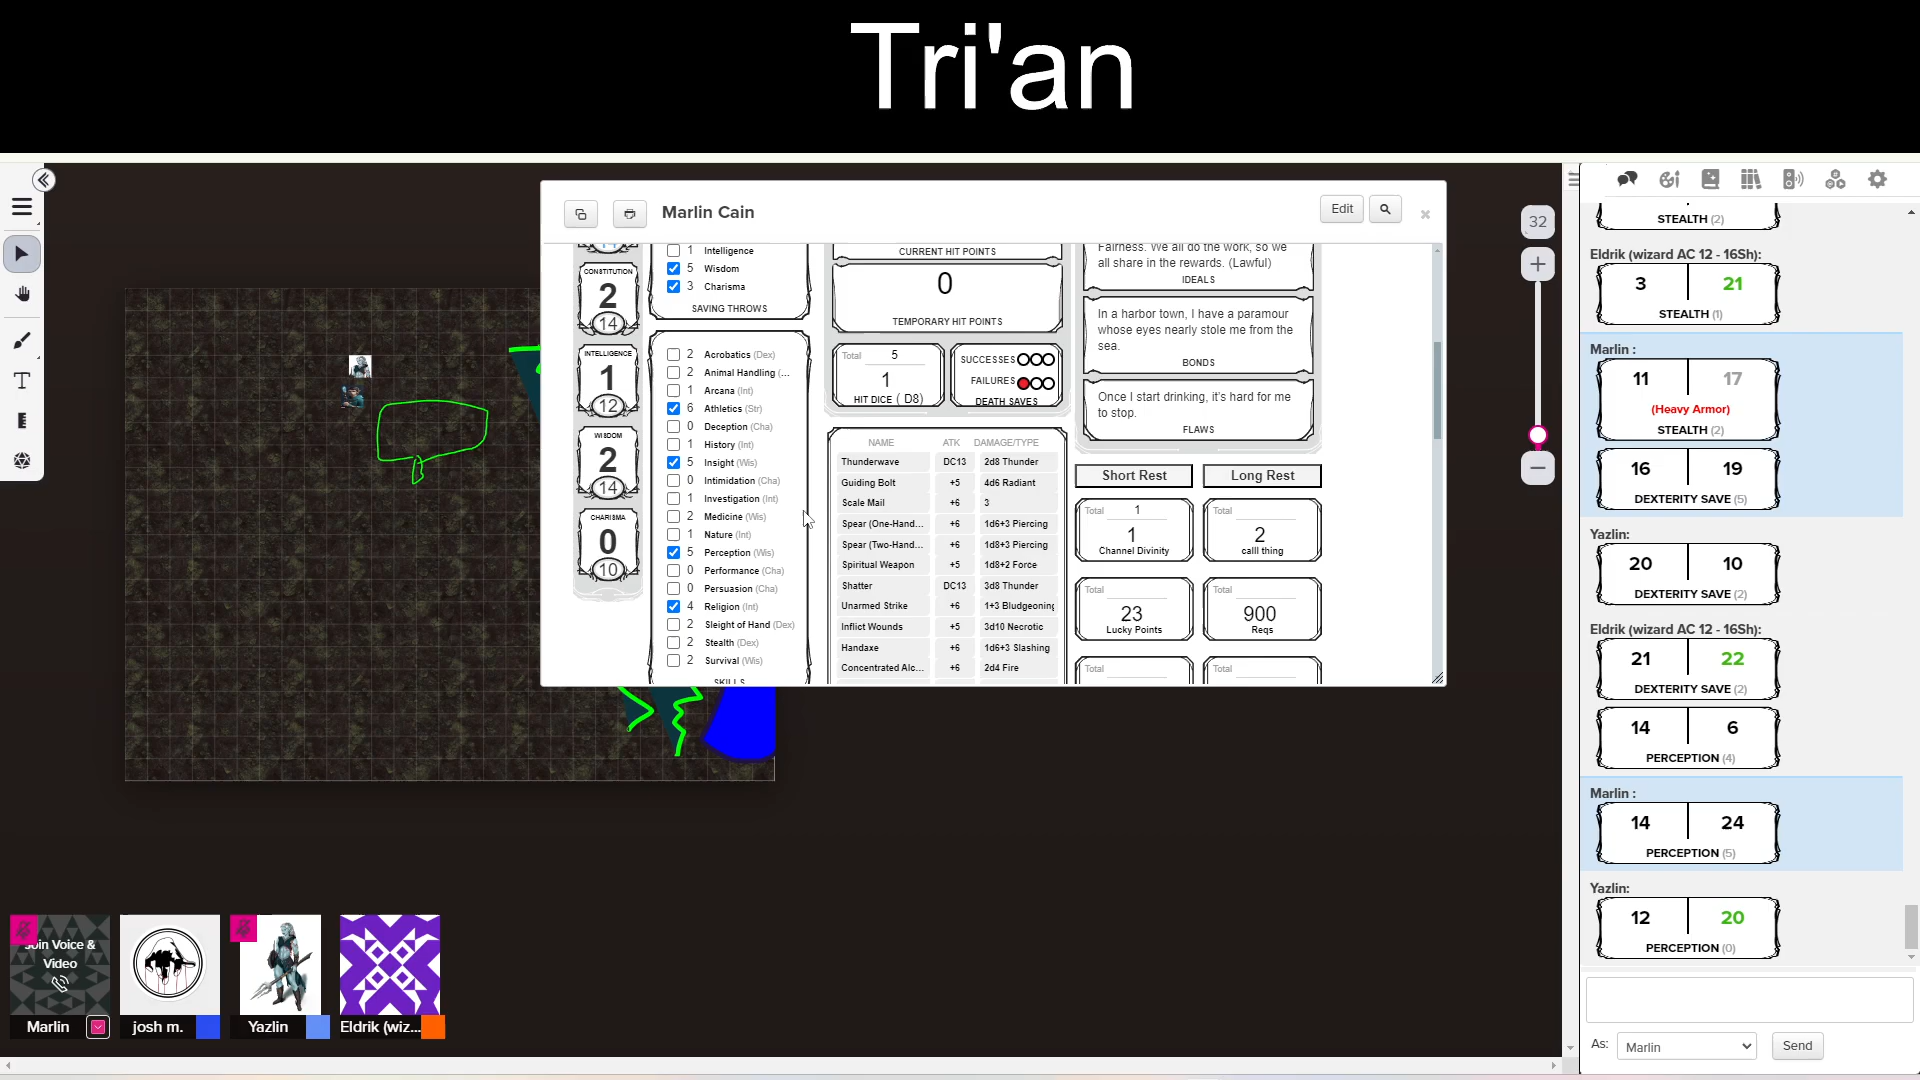 Tri'an
Marlin Cain
Edit
CONSTITUTION
2
14
INTELLIGENCE
1
12
WISDOM
2
14
CHARISMA
0
10
1 Intelligence
5 Wisdom
3 Charisma
SAVING THROWS
2 Acrobatics (Dex)
2 Animal Handling (...
1 Arcana (Int)
6 Athletics (Str)
0 Deception (Cha)
1 History (Int)
5 Insight (Wis)
0 Intimidation (Cha)
1 Investigation (Int)
2 Medicine (Wis)
1 Nature (Int)
5 Perception (Wis)
0 Performance (Cha)
0 Persuasion (Cha)
4 Religion (Int)
2 Sleight of Hand (Dex)
2 Stealth (Dex)
2 Survival (Wis)
SKILLS
CURRENT HIT POINTS
0
TEMPORARY HIT POINTS
Total 5
1
HIT DICE ( D8)
SUCCESSES
FAILURES
DEATH SAVES
NAME ATK DAMAGE/TYPE
Thunderwave DC13 2d8 Thunder
Guiding Bolt +5 4d6 Radiant
Scale Mail +6 3
Spear (One-Hand... +6 1d6+3 Piercing
Spear (Two-Hand... +6 1d8+3 Piercing
Spiritual Weapon +5 1d8+2 Force
Shatter DC13 3d8 Thunder
Unarmed Strike +6 1+3 Bludgeoning
Inflict Wounds +5 3d10 Necrotic
Handaxe +6 1d6+3 Slashing
Concentrated Alc... +6 2d4 Fire
Fairness. We all do the work, so we
all share in the rewards. (Lawful)
IDEALS
In a harbor town, I have a paramour
whose eyes nearly stole me from the
sea.
BONDS
Once I start drinking, it's hard for me
to stop.
FLAWS
Short Rest Long Rest
Total 1
1
Channel Divinity
Total
2
calll thing
Total
23
Lucky Points
Total
900
Reqs
Total
Total
32
STEALTH (2)
Eldrik (wizard AC 12 - 16Sh):
3 21
STEALTH (1)
Marlin :
11 17
(Heavy Armor)
STEALTH (2)
16 19
DEXTERITY SAVE (5)
Yazlin:
20 10
DEXTERITY SAVE (2)
Eldrik (wizard AC 12 - 16Sh):
21 22
DEXTERITY SAVE (2)
14 6
PERCEPTION (4)
Marlin :
14 24
PERCEPTION (5)
Yazlin:
12 20
PERCEPTION (0)
As: Marlin Send
Join Voice &
Video
Marlin
josh m.
Yazlin
Eldrik (wiz...